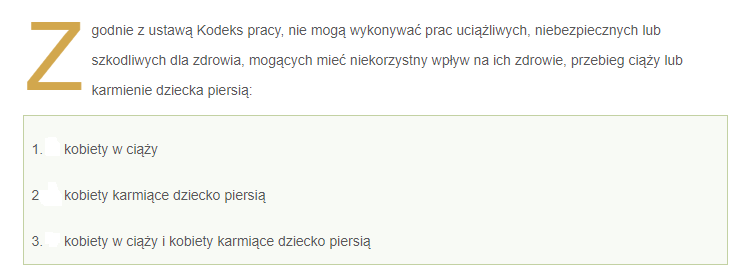 Zgodnie z ustawą Kodeks pracy, nie mogą wykonywać prac uciążliwych, niebezpiecznych lub
szkodliwych dla zdrowia, mogących mieć niekorzystny wpływ na ich zdrowie, przebieg ciąży lub
karmienie dziecka piersią:
1. kobiety w ciąży
2 kobiety karmiące dziecko piersią
3. kobiety w ciąży i kobiety karmiące dziecko piersią